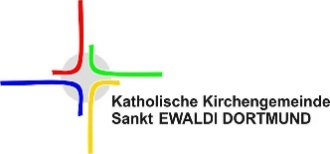 Katholische Kirchengemeinde
Sankt EWALDI DORTMUND